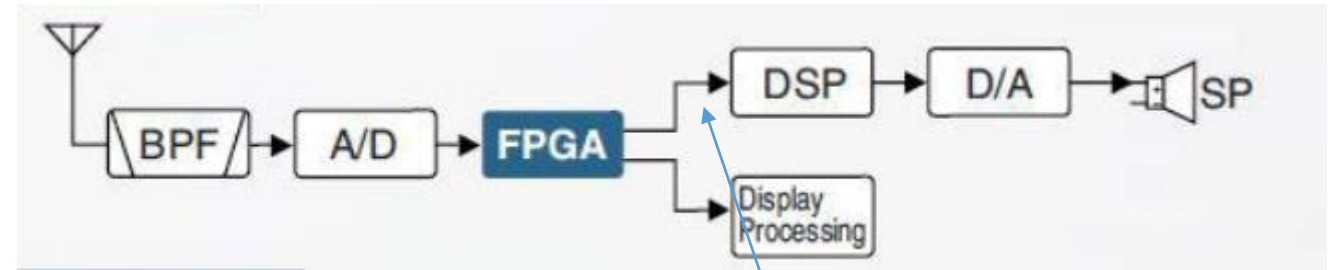 BPF
A/D
FPGA
DSP
D/A
SP
Display
Processing